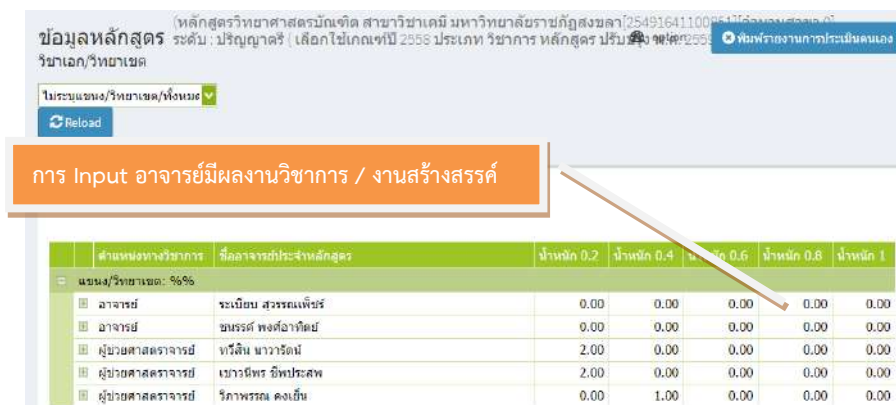 (หลักสูตรวิทยาศาสตรบัณฑิต สาขาวิชาเคมี มหาวิทยาลัยราชภัฏสงขลา
ข้อมูลหลักสูตร ระดับ : ปริญญาตรี ( เลือกใช้เกณฑ์ปี 2558 ประเภท วิชาการ หลักสูตร
พิมพ์รายงานการประเมินตนเอง
วิชาเอก/วิทยาเขต
ไม่ระบุแขนง/วิทยาเขต/ทั้งหมด
Reload
การ Input อาจารย์มีผลงานวิชาการ / งานสร้างสรรค์
ตำแหน่งทางวิชาการ ชื่ออาจารย์ประจำหลักสูตร น้ำหนัก 0.2 น้ำหนัก 0.4 น้ำหนัก 0.6 น้ำหนัก 0.8 น้ำหนัก 1
แขนง/วิทยาเขต: %%
อาจารย์ ระเบียบ สุวรรณเพ็ชร์ 0.00 0.00 0.00 0.00 0.00
อาจารย์ ชนรรค์ พงศ์อาทิตย์ 0.00 0.00 0.00 0.00 0.00
ผู้ช่วยศาสตราจารย์ ทวีสิน นาวารัตน์ 2.00 0.00 0.00 0.00 0.00
ผู้ช่วยศาสตราจารย์ เยาวนิพร ชีพประสพ 2.00 0.00 0.00 0.00 0.00
ผู้ช่วยศาสตราจารย์ วิภาพรรณ คงเย็น 0.00 1.00 0.00 0.00 0.00